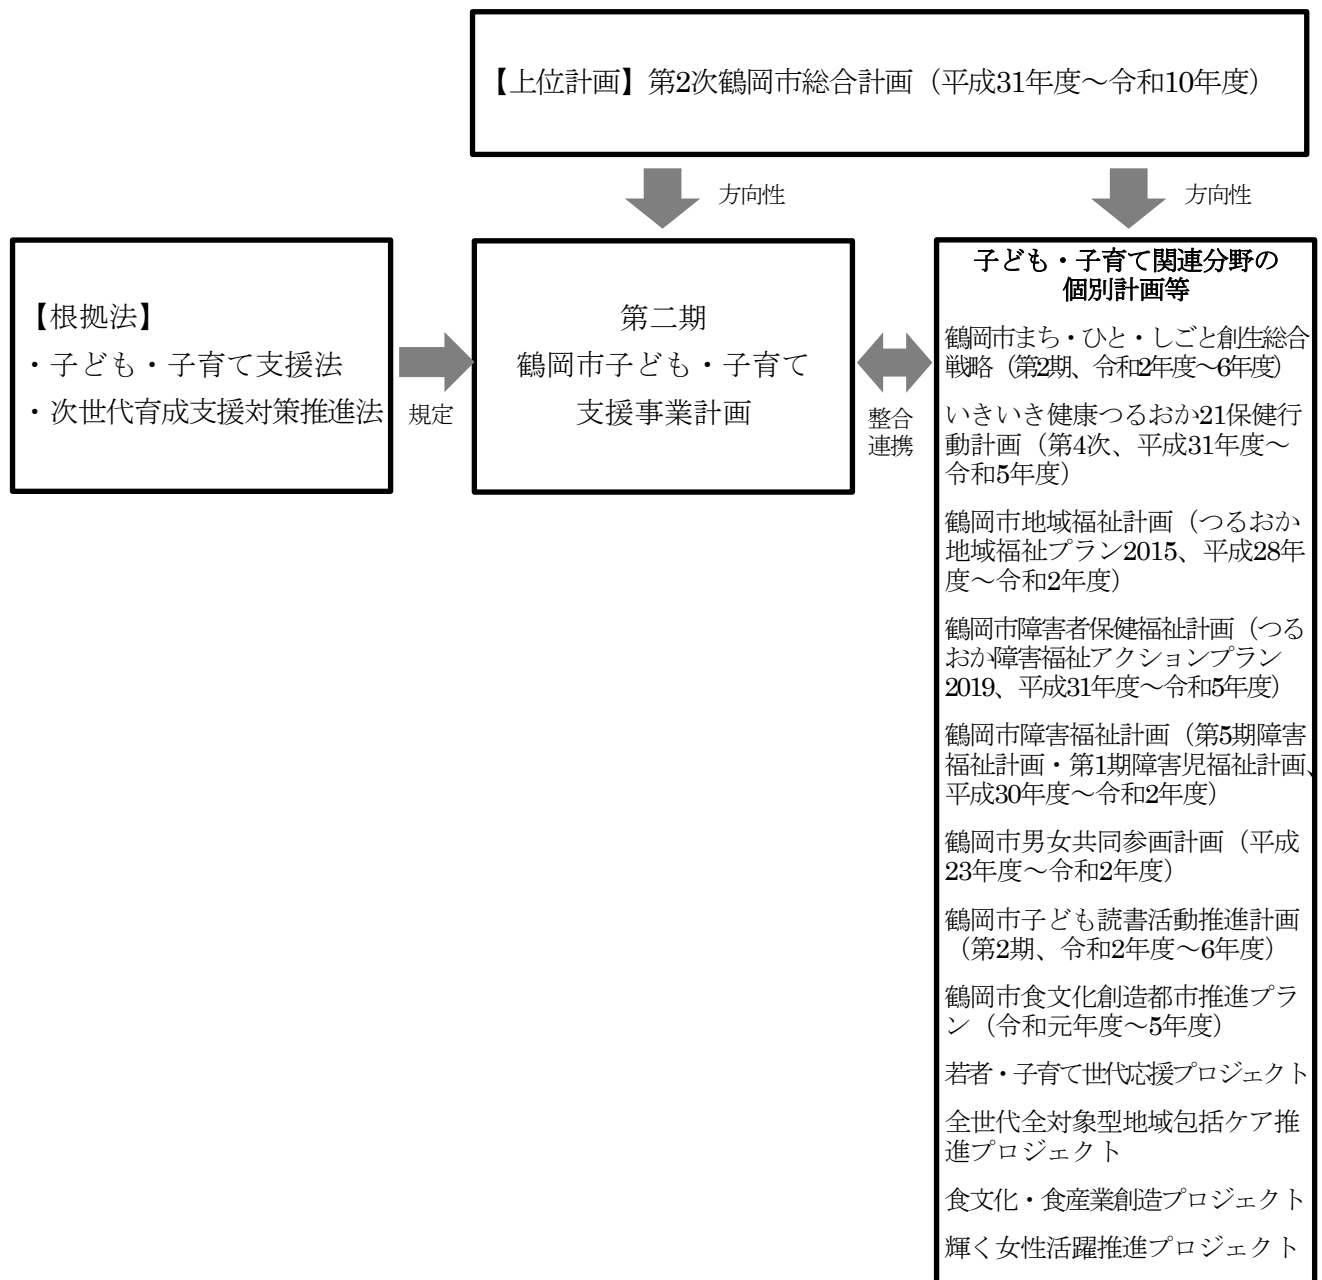 【上位計画】第2次鶴岡市総合計画（平成31年度～令和10年度）
方向性
方向性
【根拠法】
・子ども・子育て支援法
・次世代育成支援対策推進法
規定
第二期
鶴岡市子ども・子育て
支援事業計画
整合
連携
子ども・子育て関連分野の
個別計画等
鶴岡市まち・ひと・しごと創生総合
戦略（第2期、令和2年度～6年度）
いきいき健康つるおか21保健行
動計画（第4次、平成31年度～
令和5年度）
鶴岡市地域福祉計画（つるおか
地域福祉プラン2015、平成28年
度～令和2年度）
鶴岡市障害者保健福祉計画（つる
おか障害福祉アクションプラン
2019、平成31年度～令和5年度）
鶴岡市障害福祉計画（第5期障害
福祉計画・第1期障害児福祉計画、
平成30年度～令和2年度）
鶴岡市男女共同参画計画（平成
23年度～令和2年度）
鶴岡市子ども読書活動推進計画
（第2期、令和2年度～6年度）
鶴岡市食文化創造都市推進プラ
ン（令和元年度～5年度）
若者・子育て世代応援プロジェクト
全世代全対象型地域包括ケア推
進プロジェクト
食文化・食産業創造プロジェクト
輝く女性活躍推進プロジェクト